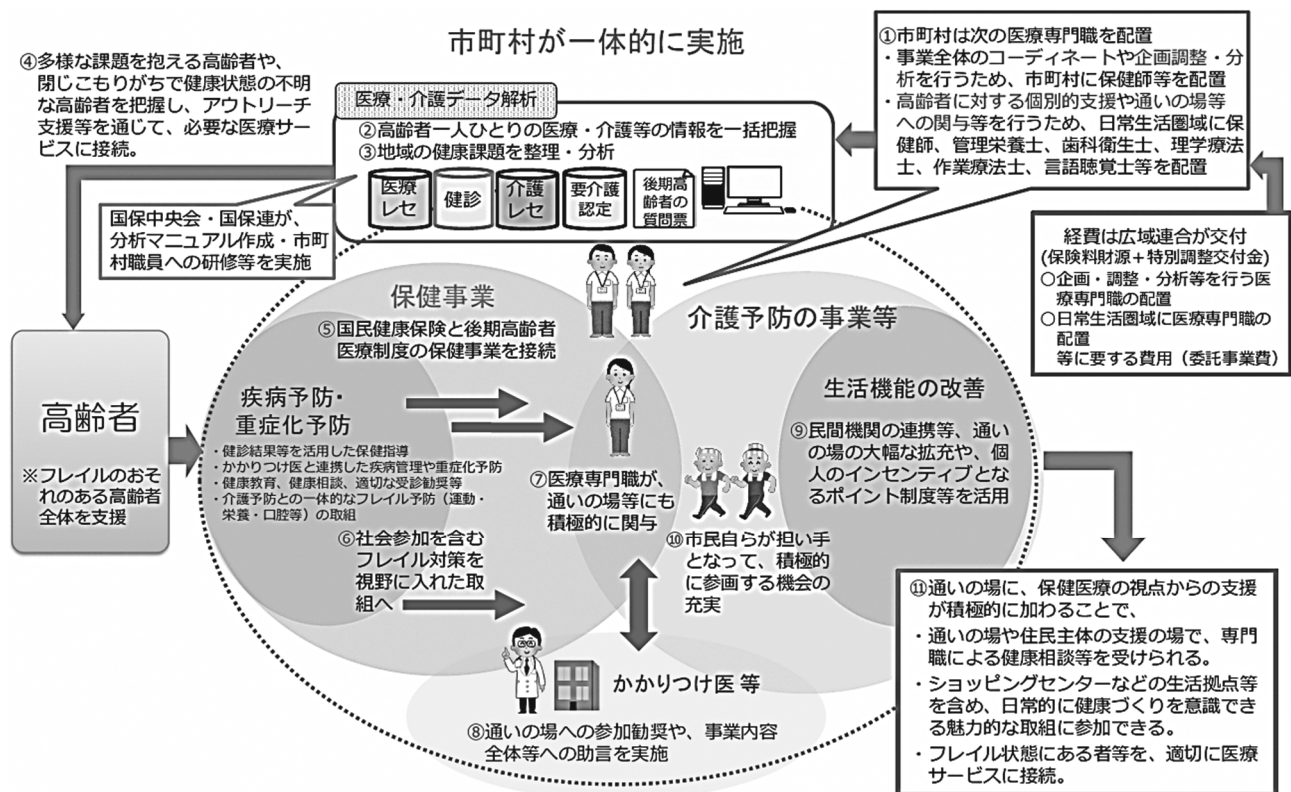 市町村が一体的に実施
④多様な課題を抱える高齢者や、
閉じこもりがちで健康状態の不明
な高齢者を把握し、アウトリーチ
支援等を通じて、必要な医療サー
ビスに接続。
医療・介護データ解析
②高齢者一人ひとりの医療・介護等の情報を一括把握
③地域の健康課題を整理・分析
医療
レセ
健診
介護
レセ
要介護
認定
後期高
齢者の
質問票
①市町村は次の医療専門職を配置
・事業全体のコーディネートや企画調整・分
析を行うため、市町村に保健師等を配置
・高齢者に対する個別的支援や通いの場等
への関与等を行うため、日常生活圏域に保
健師、管理栄養士、歯科衛生士、理学療法
士、作業療法士、言語聴覚士等を配置
国保中央会・国保連が、
分析マニュアル作成・市町
村職員への研修等を実施
経費は広域連合が交付
(保険料財源+特別調整交付金)
○企画・調整・分析等を行う医
療専門職の配置
○日常生活圏域に医療専門職の
配置
等に要する費用(委託事業費)
保健事業
⑤国民健康保険と後期高齢者
医療制度の保健事業を接続
介護予防の事業等
高齢者
※フレイルのおそ
れのある高齢者
全体を支援
疾病予防・
重症化予防
・健診結果等を活用した保健指導
・かかりつけ医と連携した疾病管理や重症化予防
・健康教育、健康相談、適切な受診勧奨等
・介護予防との一体的なフレイル予防(運動・
栄養・口腔等)の取組
⑥社会参加を含む
フレイル対策を
視野に入れた取
組へ
⑦医療専門職が、
通いの場等にも
積極的に関与
生活機能の改善
⑨民間機関の連携等、通い
の場の大幅な拡充や、個
人のインセンティブとな
るポイント制度等を活用
⑩市民自らが担い手
となって、積極的
に参画する機会の
充実
かかりつけ医等
⑧通いの場への参加勧奨や、事業内容
全体等への助言を実施
⑪通いの場に、保健医療の視点からの支援
が積極的に加わることで、
・通いの場や住民主体の支援の場で、専門
職による健康相談等を受けられる。
・ショッピングセンターなどの生活拠点等
を含め、日常的に健康づくりを意識でき
る魅力的な取組に参加できる。
・フレイル状態にある者等を、適切に医療
サービスに接続。